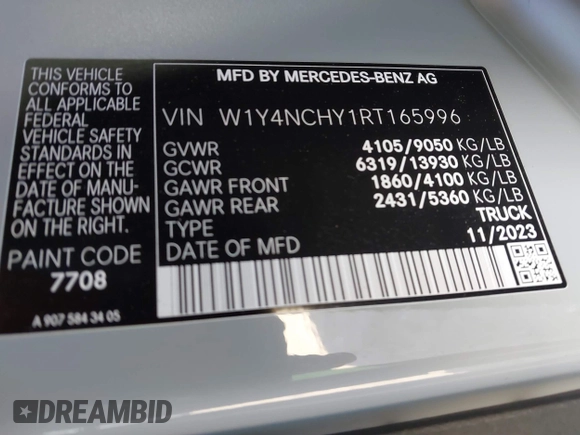 MFD BY MERCEDES-BENZ AG
THIS VEHICLE
CONFORMS TO
ALL APPLICABLE
FEDERAL
MOTOR
VEHICLE SAFETY
STANDARDS IN
EFFECT ON THE
DATE OF MANU-
FACTURE SHOWN
ON THIS LABEL.
PAINT CODE
7708
A 907 584 34 05
VIN W1Y4NCHY1RT165996
GVWR 4105/9050 KG/LB
GCWR 6319/13930 KG/LB
GAWR FRONT 1860/4100 KG/LB
GAWR REAR 2431/5360 KG/LB
TYPE TRUCK
DATE OF MFD 11/2023
DREAMBID